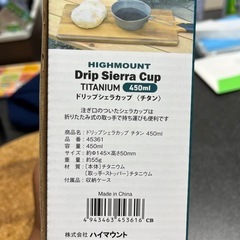 HIGHMOUNT
Drip Sierra Cup
TITANIUM 450ml
ドリップシェラカップ（チタン）
注ぎ口のついたシェラカップは
折りたたみ式の取っ手で持ち運びも便利です
商品名：ドリップシェラカップ チタン 450ml
品番：45361
容量：450ml
サイズ：約Φ145×高さ50mm
重量：約55g
材質：［本体］チタニウム
［取っ手・ストッパー］チタニウム
付属品：収納ケース
Made in China
4 943463 453616 CB
株式会社 ハイマウント